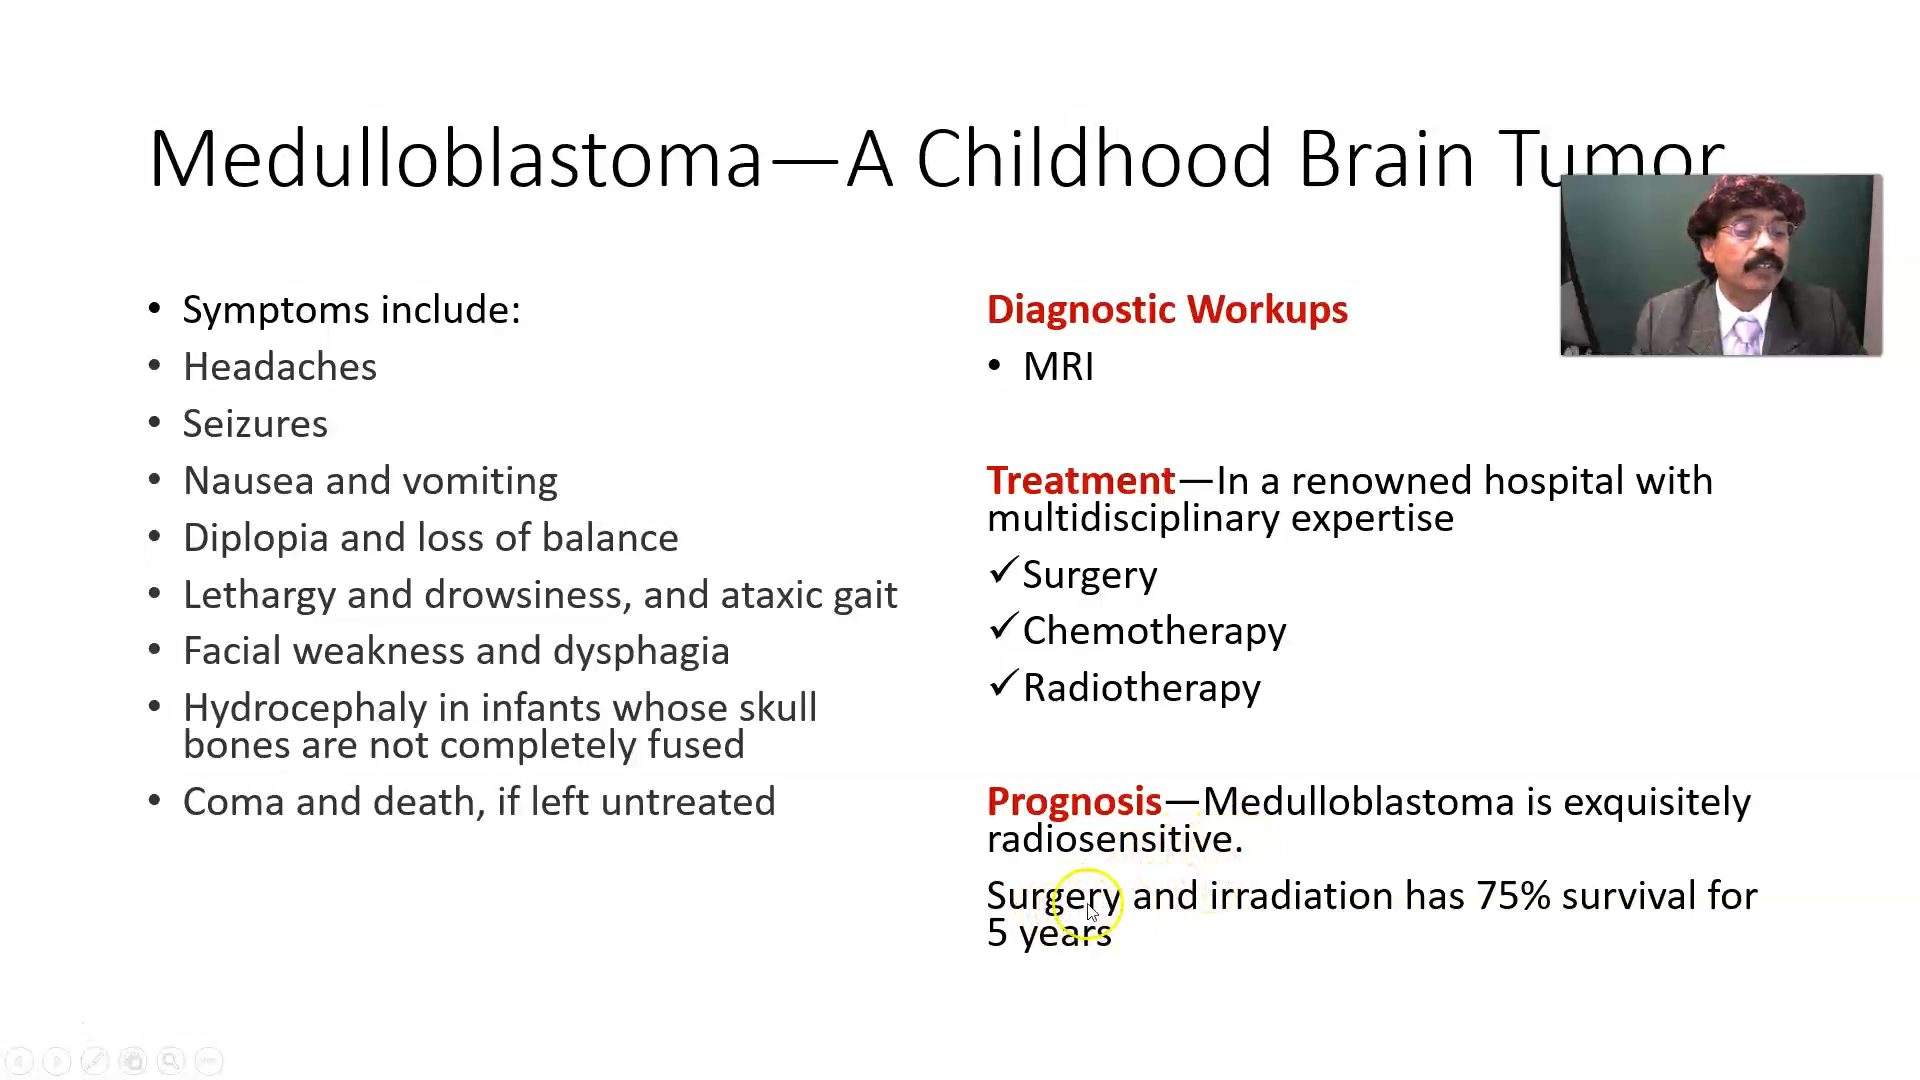 Medulloblastoma—A Childhood Brain Tumor
• Symptoms include:
• Headaches
• Seizures
• Nausea and vomiting
• Diplopia and loss of balance
• Lethargy and drowsiness, and ataxic gait
• Facial weakness and dysphagia
• Hydrocephaly in infants whose skull
bones are not completely fused
• Coma and death, if left untreated
Diagnostic Workups
• MRI
Treatment—In a renowned hospital with
multidisciplinary expertise
✓Surgery
✓Chemotherapy
✓Radiotherapy
Prognosis—Medulloblastoma is exquisitely
radiosensitive.
Surgery and irradiation has 75% survival for
5 years